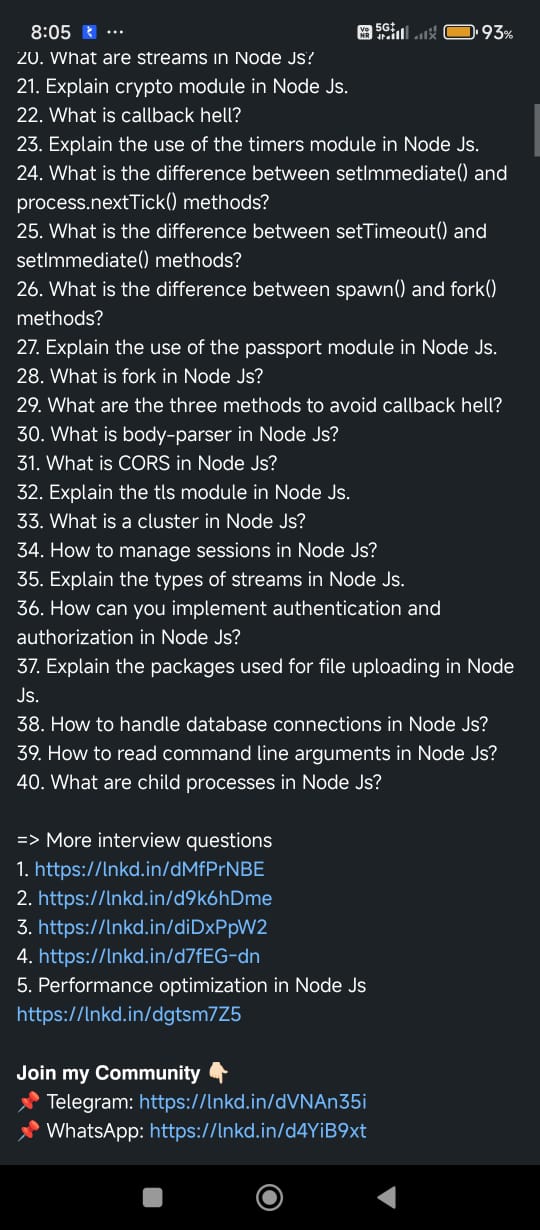 8:05 ... Vo NR 5G 93%
20. What are streams in Node Js?
21. Explain crypto module in Node Js.
22. What is callback hell?
23. Explain the use of the timers module in Node Js.
24. What is the difference between setImmediate() and
process.nextTick() methods?
25. What is the difference between setTimeout() and
setImmediate() methods?
26. What is the difference between spawn() and fork()
methods?
27. Explain the use of the passport module in Node Js.
28. What is fork in Node Js?
29. What are the three methods to avoid callback hell?
30. What is body-parser in Node Js?
31. What is CORS in Node Js?
32. Explain the tls module in Node Js.
33. What is a cluster in Node Js?
34. How to manage sessions in Node Js?
35. Explain the types of streams in Node Js.
36. How can you implement authentication and
authorization in Node Js?
37. Explain the packages used for file uploading in Node
Js.
38. How to handle database connections in Node Js?
39. How to read command line arguments in Node Js?
40. What are child processes in Node Js?
=> More interview questions
1. https://lnkd.in/dMfPrNBE
2. https://lnkd.in/d9k6hDme
3. https://lnkd.in/diDxPpW2
4. https://lnkd.in/d7fEG-dn
5. Performance optimization in Node Js
https://lnkd.in/dgtsm7Z5
Join my Community 👇🏻
📌 Telegram: https://lnkd.in/dVNAn35i
📌 WhatsApp: https://lnkd.in/d4YiB9xt